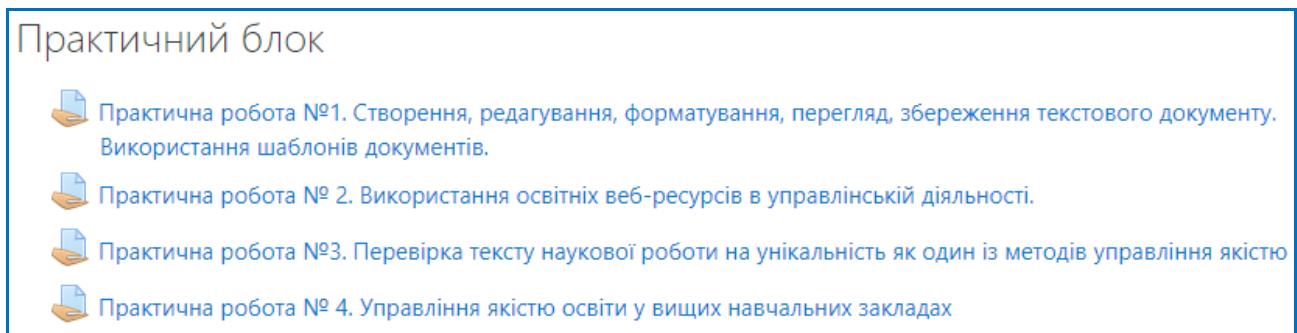 Практичний блок
Практична робота №1. Створення, редагування, форматування, перегляд, збереження текстового документу.
Використання шаблонів документів.
Практична робота № 2. Використання освітніх веб-ресурсів в управлінській діяльності.
Практична робота №3. Перевірка тексту наукової роботи на унікальність як один із методів управління якістю
Практична робота № 4. Управління якістю освіти у вищих навчальних закладах